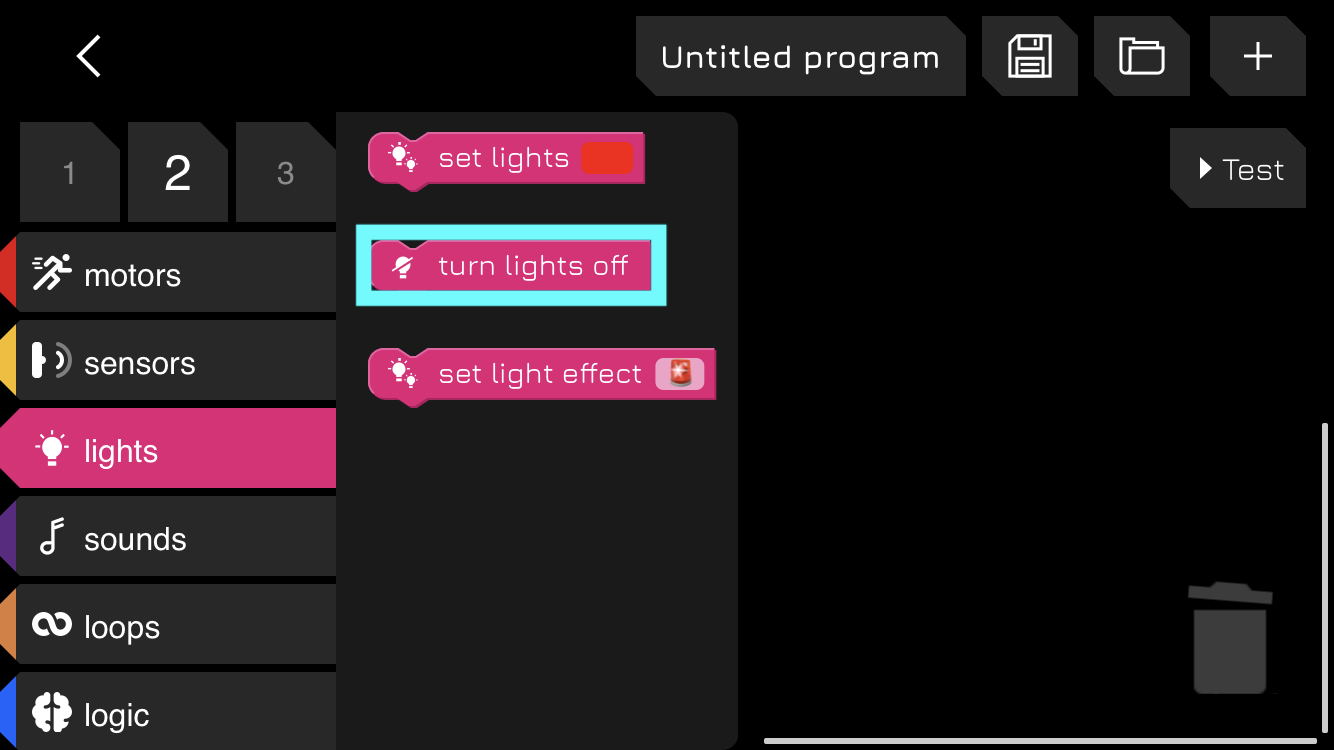 Untitled program
1
2
3
Test
motors
sensors
lights
sounds
loops
logic
set lights
turn lights off
set light effect